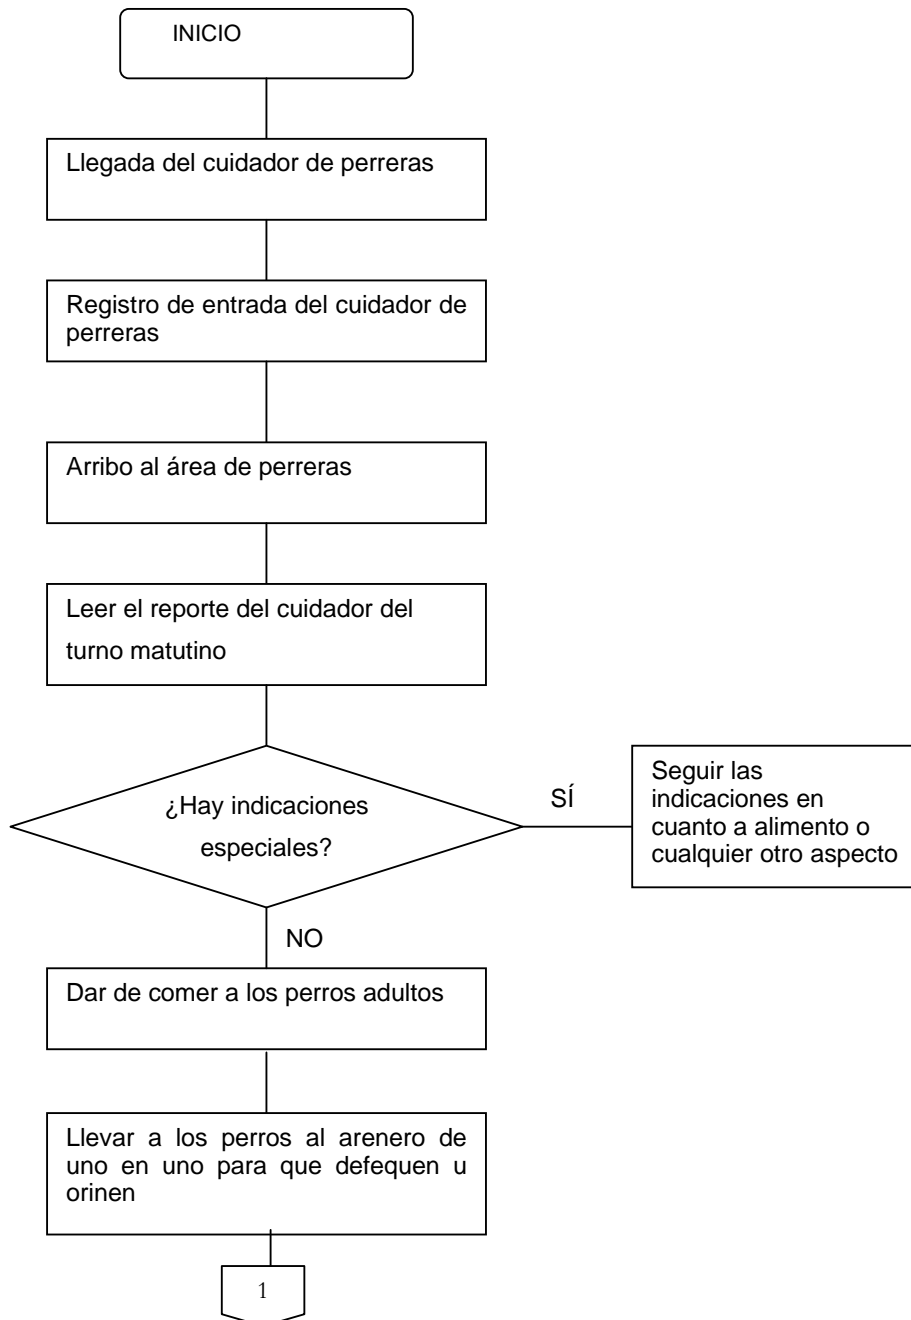 INICIO
Llegada del cuidador de perreras
Registro de entrada del cuidador de
perreras
Arribo al área de perreras
Leer el reporte del cuidador del
turno matutino
¿Hay indicaciones
especiales?
SÍ
Seguir las
indicaciones en
cuanto a alimento o
cualquier otro aspecto
NO
Dar de comer a los perros adultos
Llevar a los perros al arenero de
uno en uno para que defequen u
orinen
1